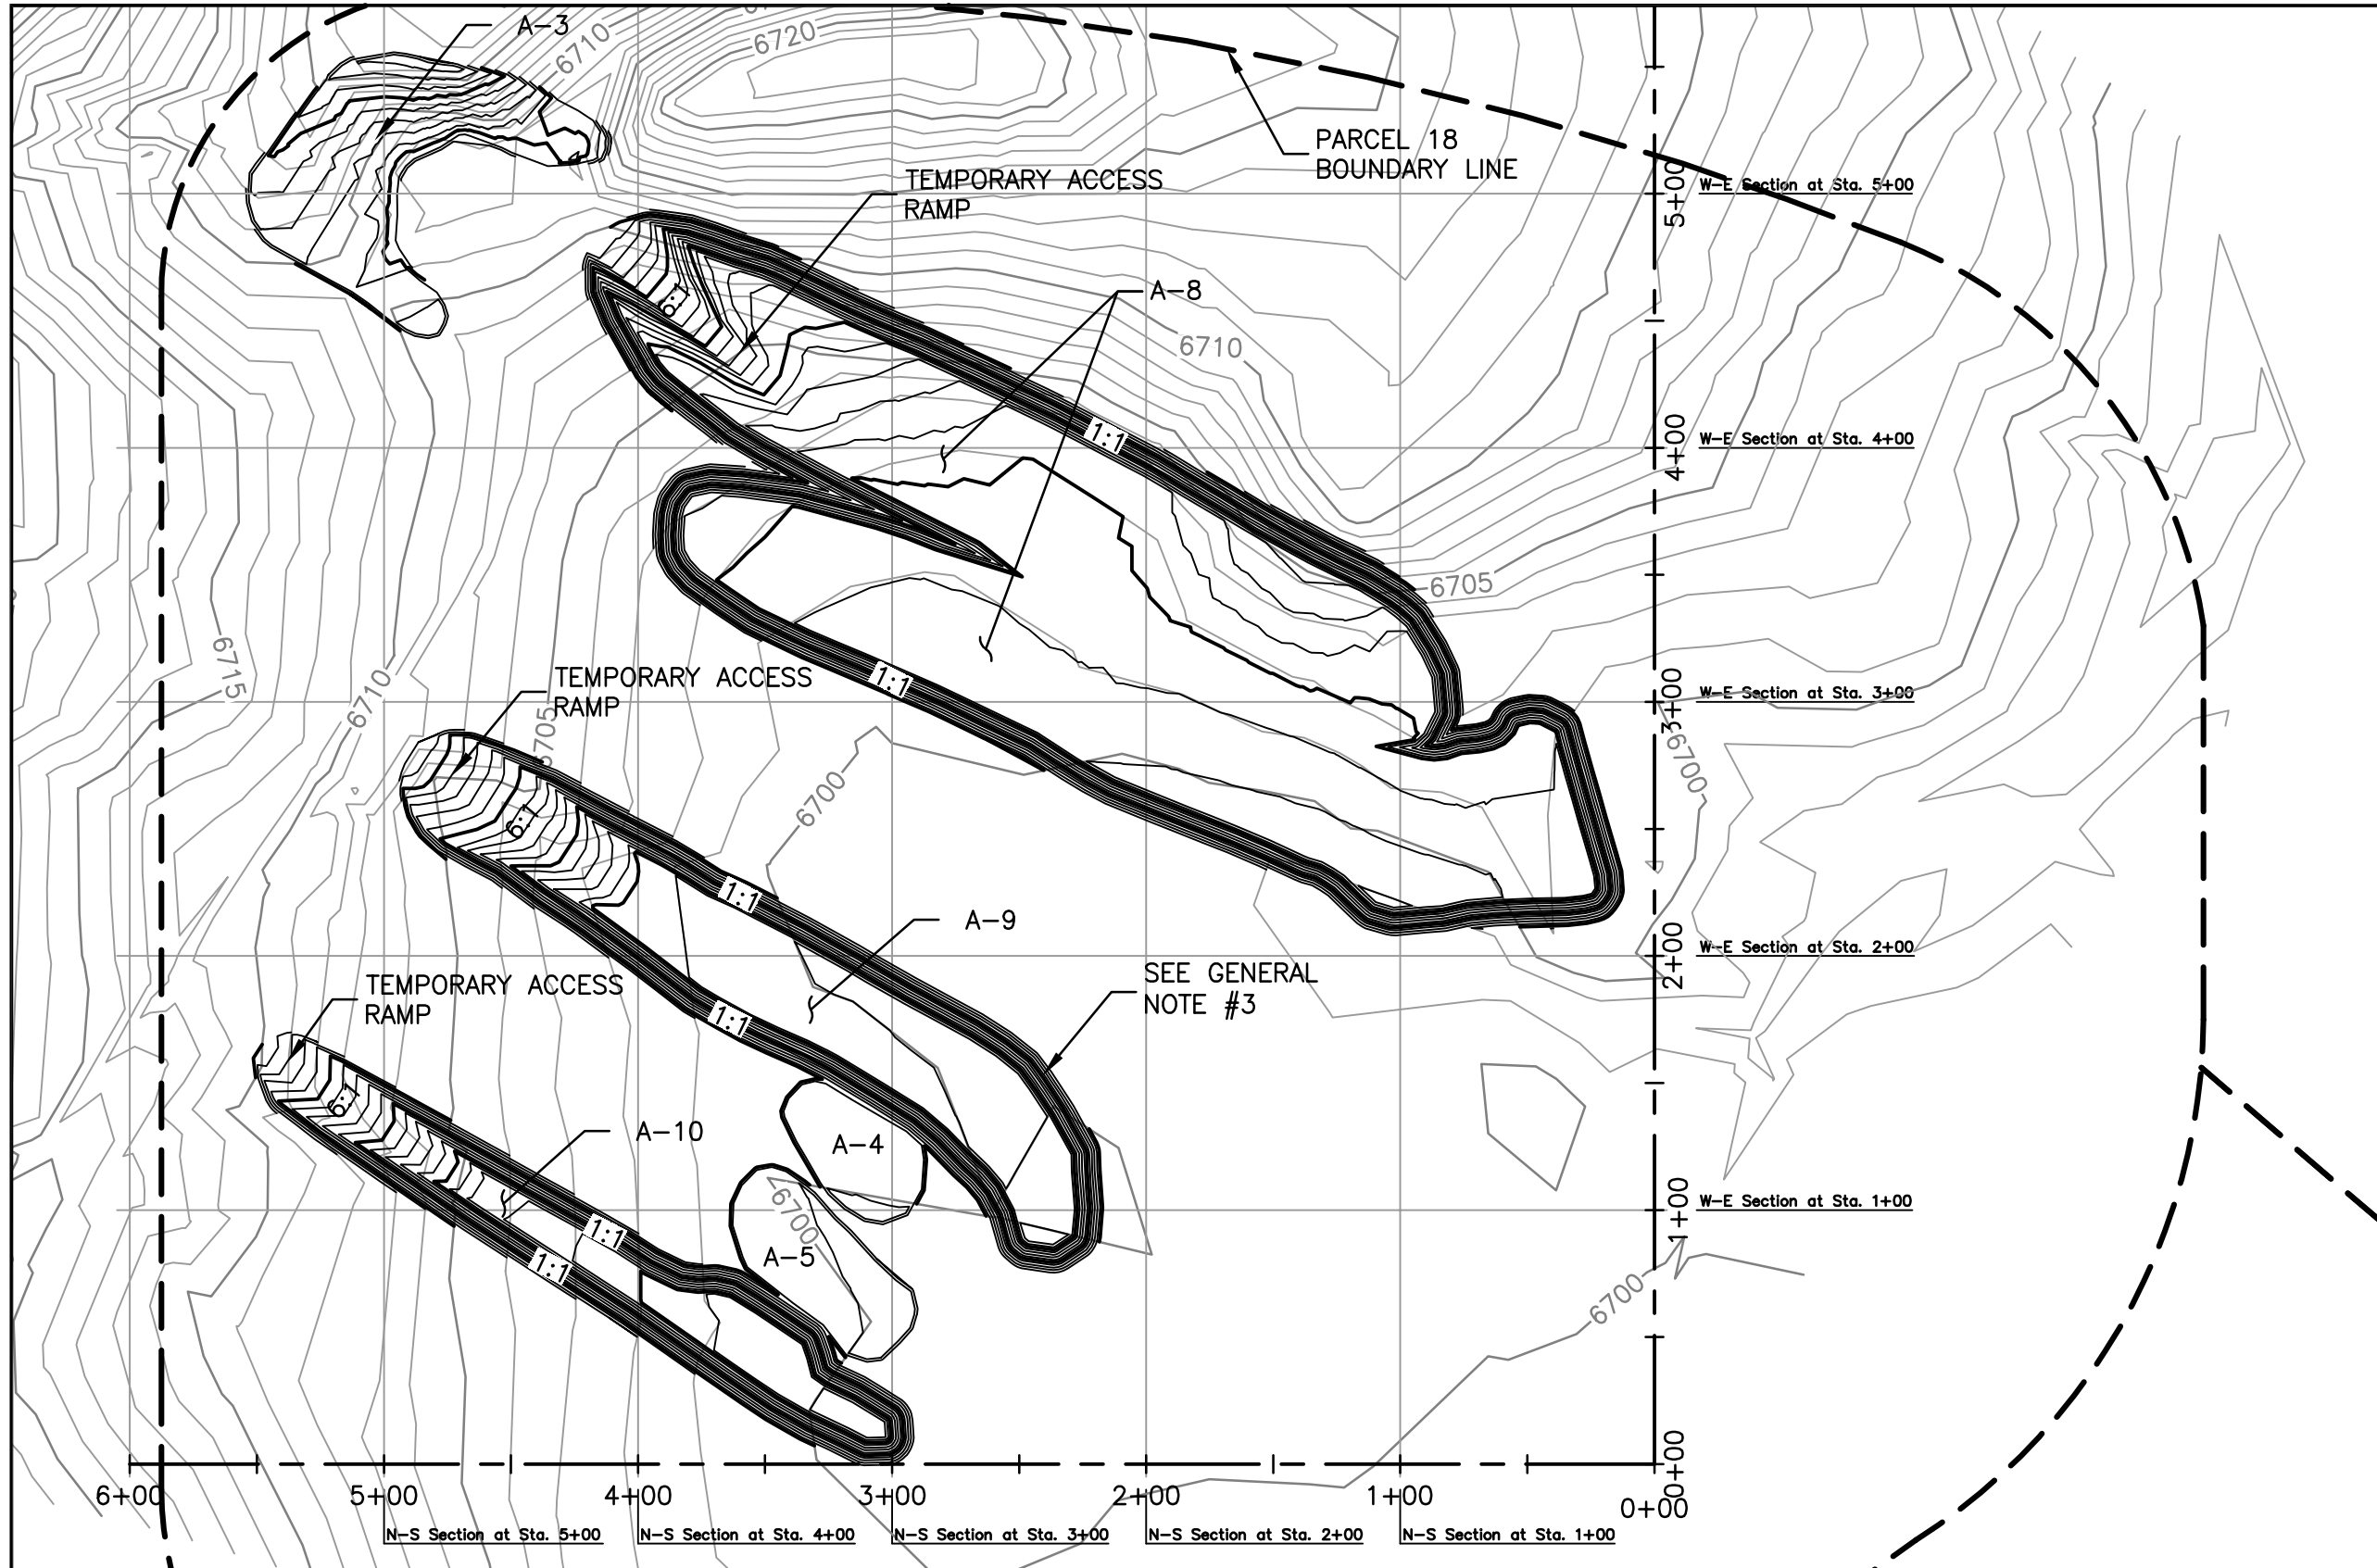 A-3
6710
6720
PARCEL 18
BOUNDARY LINE
TEMPORARY ACCESS
RAMP
5+00
W-E Section at Sta. 5+00
A-8
6:1
6710
1:1
4+00
W-E Section at Sta. 4+00
6705
6715
6710
TEMPORARY ACCESS
RAMP
6705
1:1
3+00
W-E Section at Sta. 3+00
6700
6700
6:1
1:1
A-9
2+00
W-E Section at Sta. 2+00
TEMPORARY ACCESS
RAMP
SEE GENERAL
NOTE #3
1:1
6:1
A-10
A-4
1+00
W-E Section at Sta. 1+00
6700
1:1
A-5
1:1
6700
0+00
6+00
5+00
4+00
3+00
2+00
1+00
0+00
N-S Section at Sta. 5+00
N-S Section at Sta. 4+00
N-S Section at Sta. 3+00
N-S Section at Sta. 2+00
N-S Section at Sta. 1+00